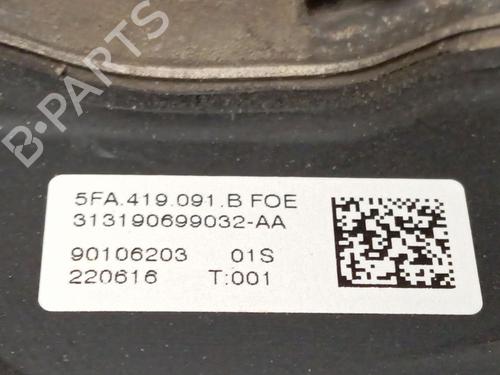 B-PARTS
5FA.419.091.B FOE
313190699032-AA
90106203 01S
220616 T:001